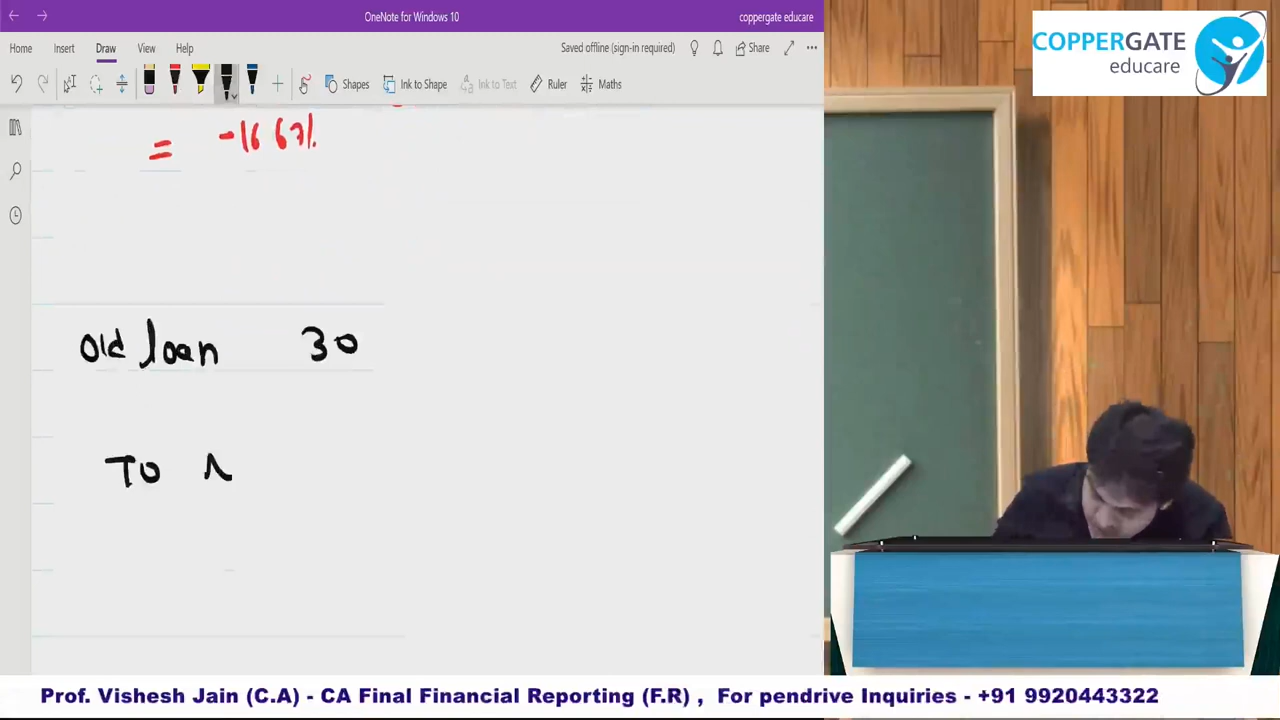 OneNote for Windows 10
coppergate educare
Home Insert Draw View Help
Saved offline (sign-in required) Share
Shapes Ink to Shape Ink to Text Ruler Maths
COPPERGATE
educare
= -16 67%
Old loan 30
To
Prof. Vishesh Jain (C.A) - CA Final Financial Reporting (F.R) , For pendrive Inquiries - +91 9920443322